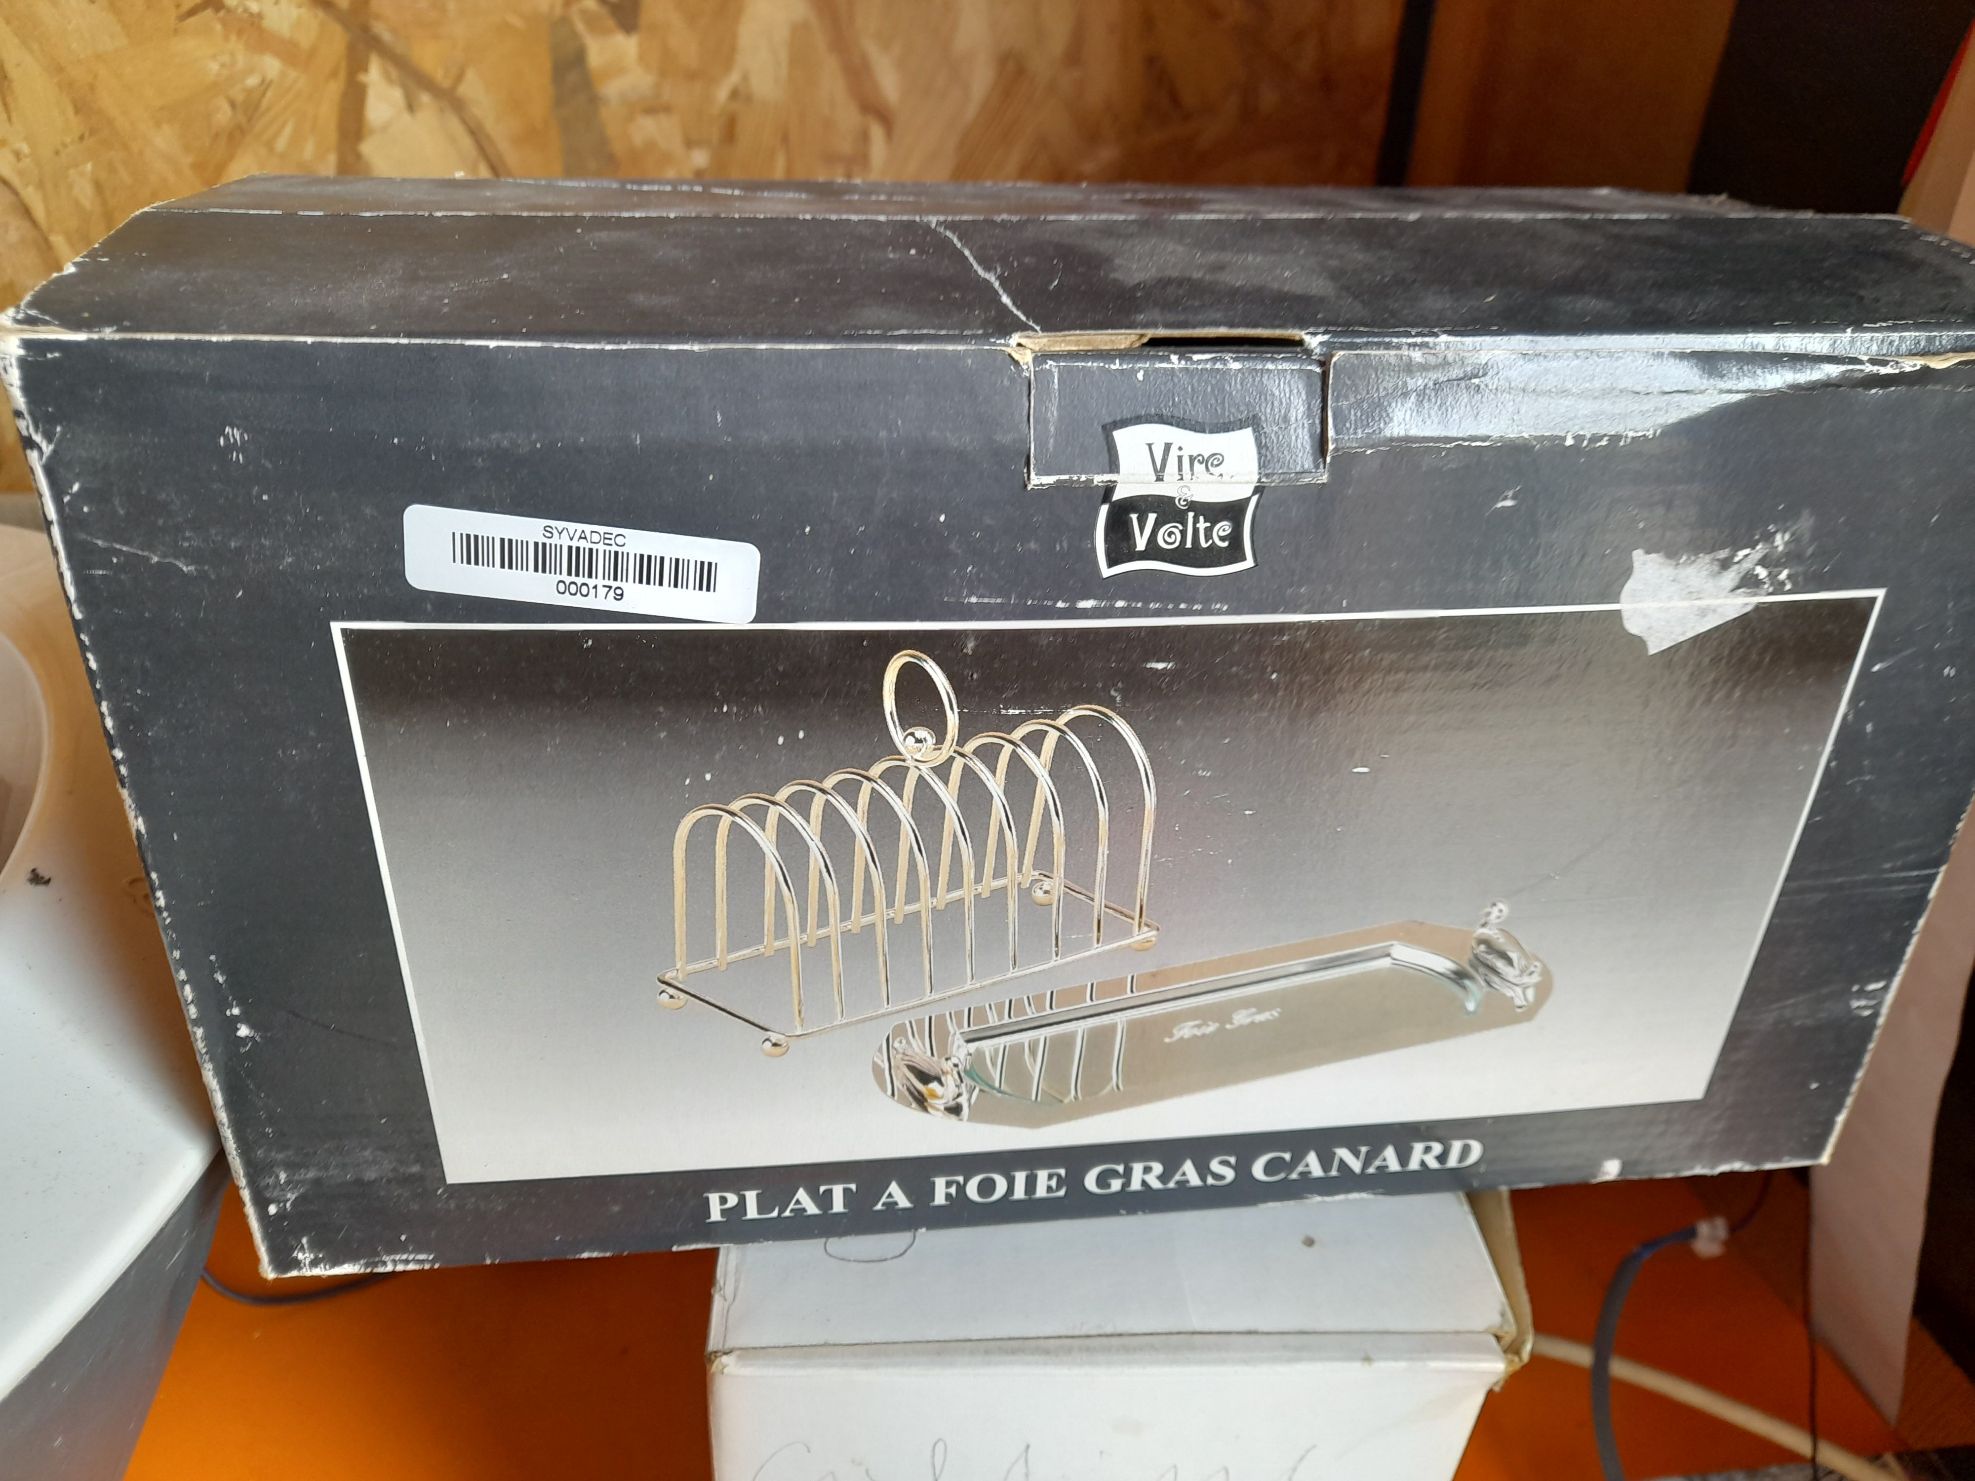 Vire
&
Volte
SYVADEC
000179
Foie Gras
PLAT A FOIE GRAS CANARD